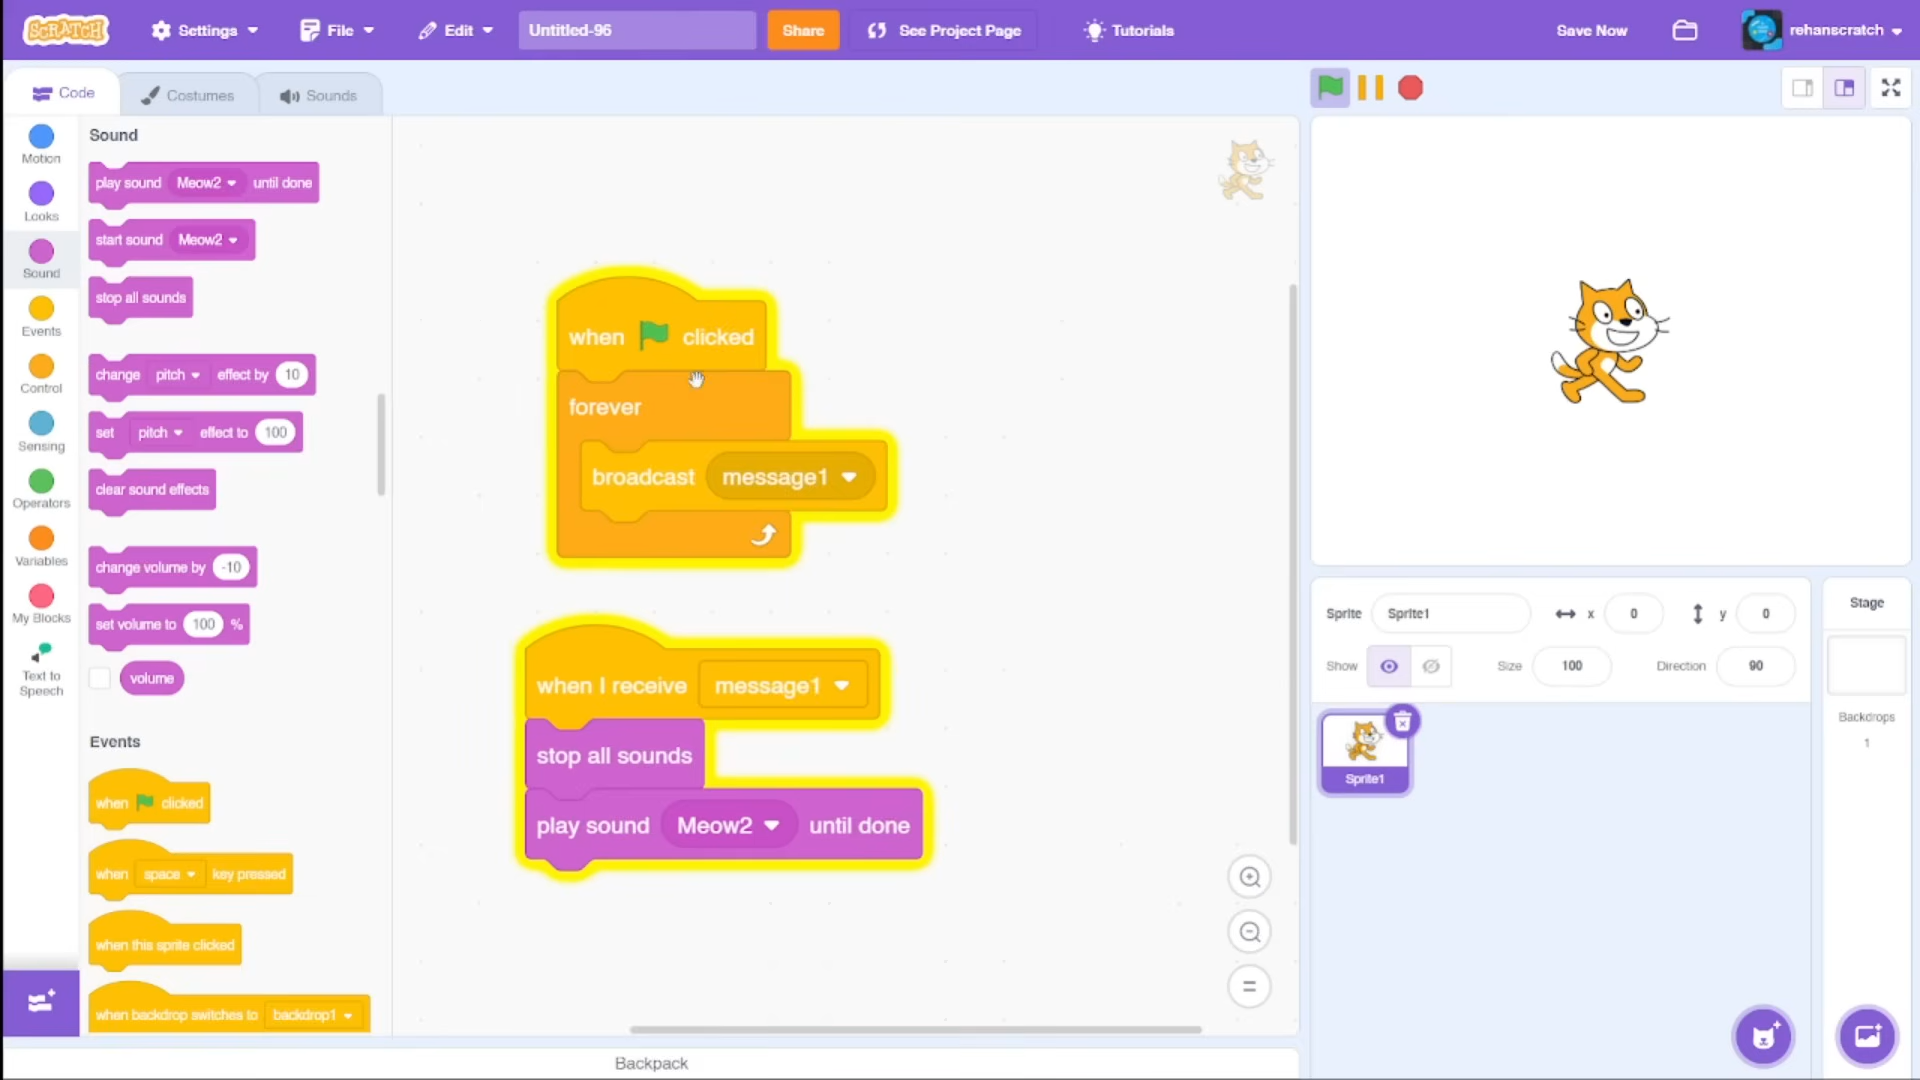 SCRATCH Settings File Edit Untitled-96 Share See Project Page Tutorials Save Now rehanscratch
Code Costumes Sounds
Motion
Looks
Sound
Events
Control
Sensing
Operators
Variables
My Blocks
Text to
Speech
Sound
play sound Meow2 until done
start sound Meow2
stop all sounds
change pitch effect by 10
set pitch effect to 100
clear sound effects
change volume by -10
set volume to 100 %
volume
Events
when clicked
when space key pressed
when this sprite clicked
when backdrop switches to backdrop1
when clicked
forever
broadcast message1
when I receive message1
stop all sounds
play sound Meow2 until done
Sprite Sprite1 x 0 y 0
Show Size 100 Direction 90
Sprite1
Stage
Backdrops
1
Backpack